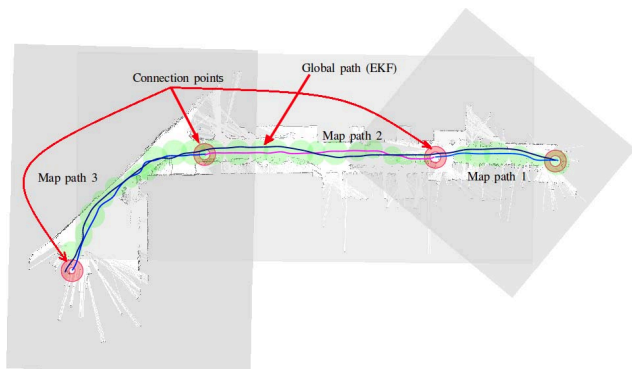 Global path (EKF)
Connection points
Map path 2
Map path 3
Map path 1